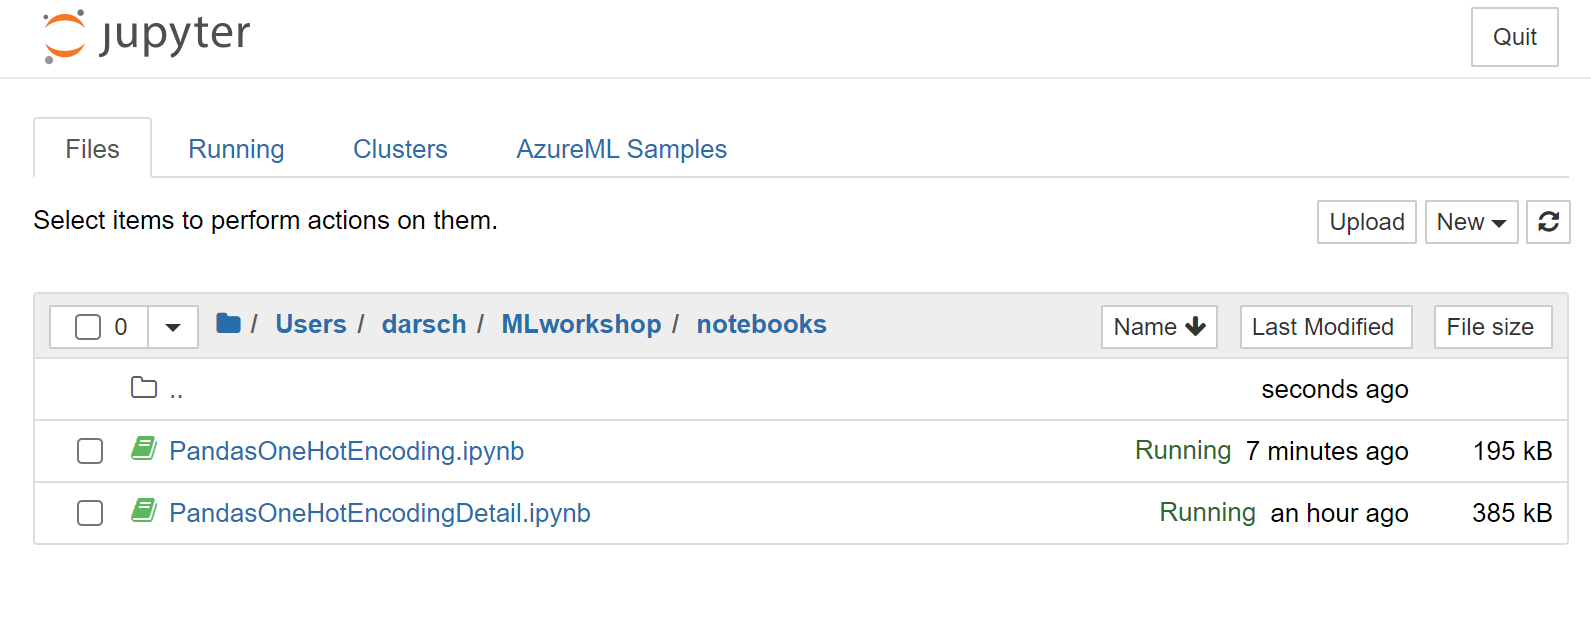 jupyter
Quit
Files Running Clusters AzureML Samples
Select items to perform actions on them.
Upload New
0 / Users / darsch / MLworkshop / notebooks Name Last Modified File size
.. seconds ago
PandasOneHotEncoding.ipynb Running 7 minutes ago 195 kB
PandasOneHotEncodingDetail.ipynb Running an hour ago 385 kB